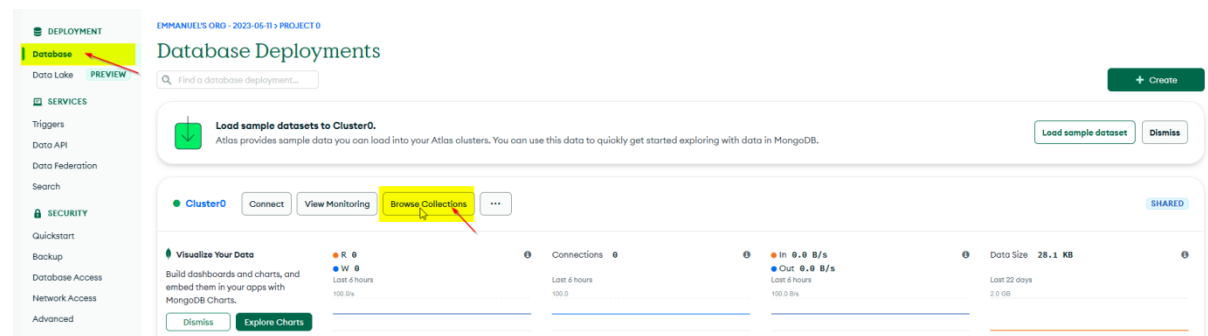 DEPLOYMENT
Database
Data Lake PREVIEW
SERVICES
Triggers
Data API
Data Federation
Search
SECURITY
Quickstart
Backup
Database Access
Network Access
Advanced
EMMANUEL'S ORG - 2023-05-11 > PROJECT 0
Database Deployments
Find a database deployment...
+ Create
Load sample datasets to Cluster0.
Atlas provides sample data you can load into your Atlas clusters. You can use this data to quickly get started exploring with data in MongoDB.
Load sample dataset Dismiss
Cluster0 Connect View Monitoring Browse Collections ... SHARED
Visualize Your Data
Build dashboards and charts, and
embed them in your apps with
MongoDB Charts.
Dismiss Explore Charts
R 0
W 0
Last 6 hours
100.0/s
Connections 0
Last 6 hours
100.0
In 0.0 B/s
Out 0.0 B/s
Last 6 hours
100.0 B/s
Data Size 28.1 KB
Last 22 days
2.0 GB